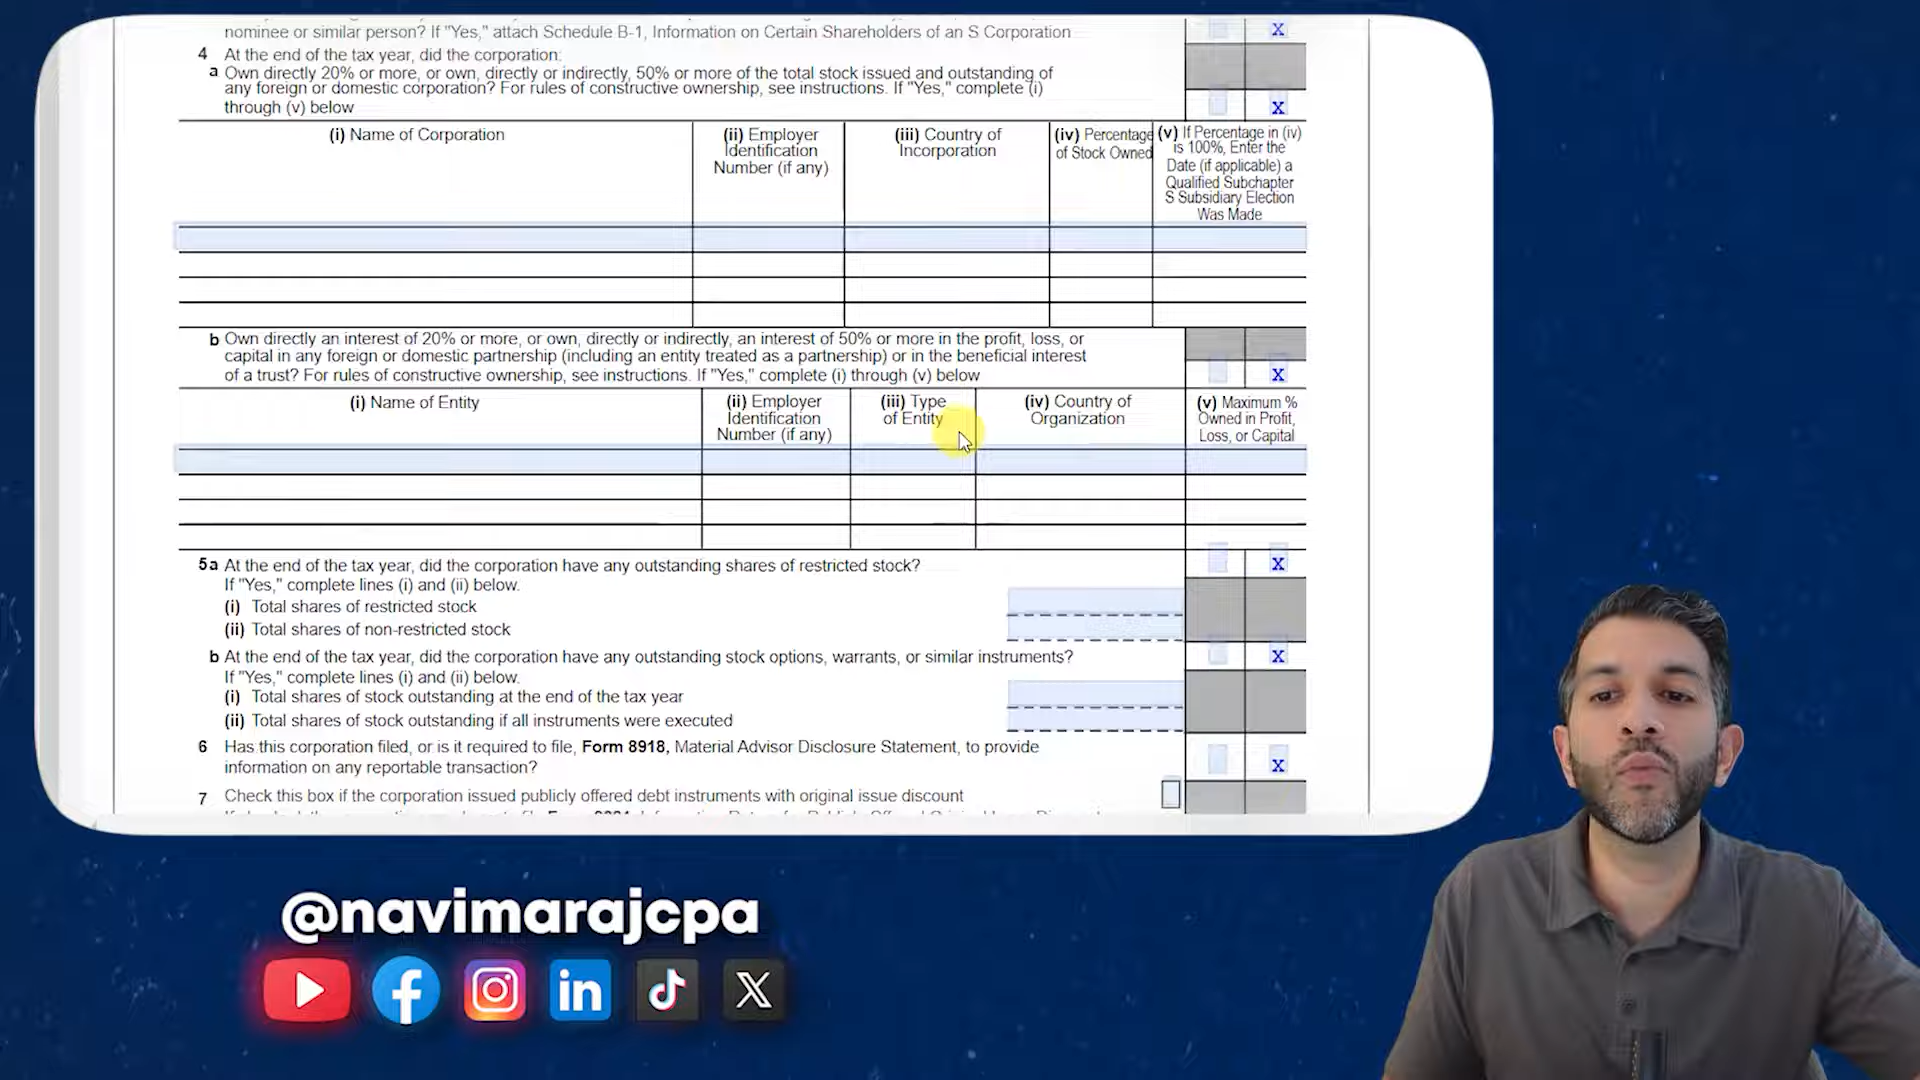 nominee or similar person? If "Yes," attach Schedule B-1, Information on Certain Shareholders of an S Corporation
X
4 At the end of the tax year, did the corporation:
a Own directly 20% or more, or own, directly or indirectly, 50% or more of the total stock issued and outstanding of
any foreign or domestic corporation? For rules of constructive ownership, see instructions. If "Yes," complete (i)
through (v) below
X
(i) Name of Corporation
(ii) Employer
Identification
Number (if any)
(iii) Country of
Incorporation
(iv) Percentage
of Stock Owned
(v) If Percentage in (iv)
is 100%, Enter the
Date (if applicable) a
Qualified Subchapter
S Subsidiary Election
Was Made
b Own directly an interest of 20% or more, or own, directly or indirectly, an interest of 50% or more in the profit, loss, or
capital in any foreign or domestic partnership (including an entity treated as a partnership) or in the beneficial interest
of a trust? For rules of constructive ownership, see instructions. If "Yes," complete (i) through (v) below
X
(i) Name of Entity
(ii) Employer
Identification
Number (if any)
(iii) Type
of Entity
(iv) Country of
Organization
(v) Maximum %
Owned in Profit,
Loss, or Capital
5a At the end of the tax year, did the corporation have any outstanding shares of restricted stock?
X
If "Yes," complete lines (i) and (ii) below.
(i) Total shares of restricted stock
(ii) Total shares of non-restricted stock
b At the end of the tax year, did the corporation have any outstanding stock options, warrants, or similar instruments?
X
If "Yes," complete lines (i) and (ii) below.
(i) Total shares of stock outstanding at the end of the tax year
(ii) Total shares of stock outstanding if all instruments were executed
6 Has this corporation filed, or is it required to file, Form 8918, Material Advisor Disclosure Statement, to provide
information on any reportable transaction?
X
7 Check this box if the corporation issued publicly offered debt instruments with original issue discount
@navimarajcpa